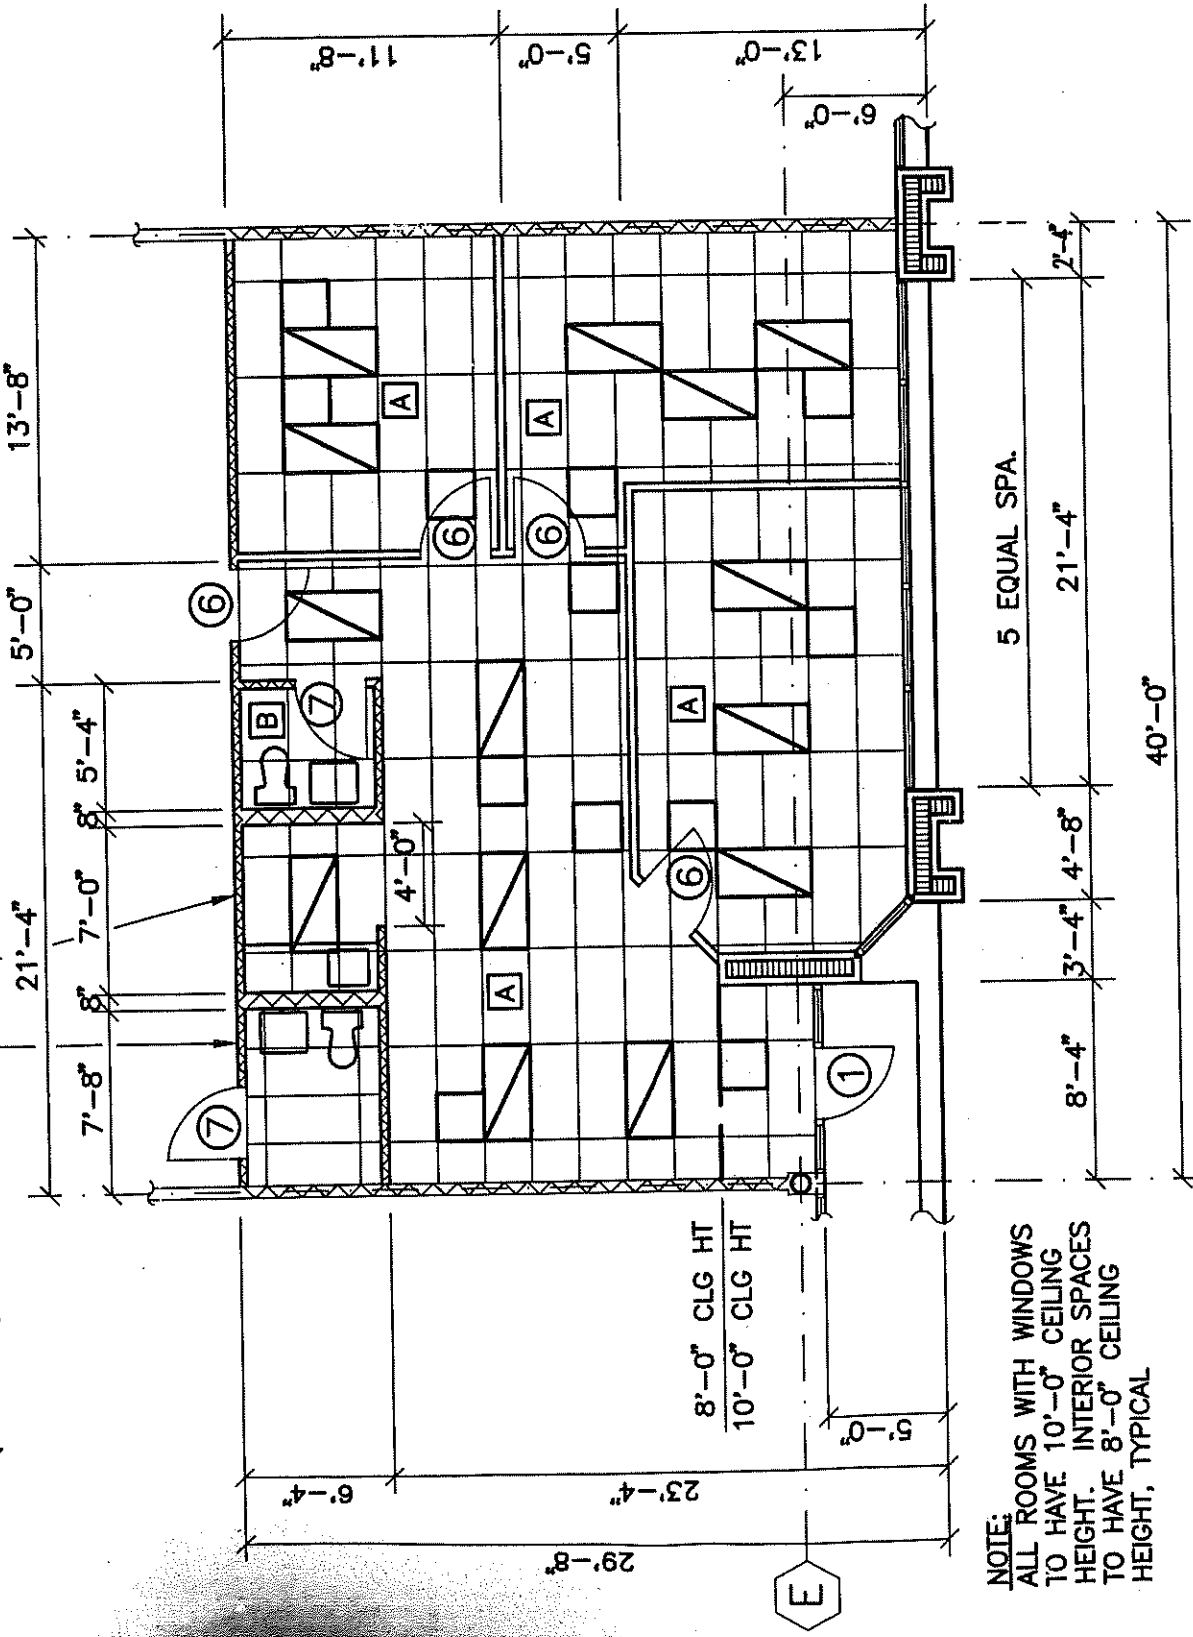 11'-8"
5'-0"
13'-0"
6'-0"
13'-8"
5'-0"
21'-4"
5'-4"
8"
7'-0"
8"
7'-8"
4'-0"
6
7
B
7
A
6
A
6
A
6
A
1
2'-4"
5 EQUAL SPA.
21'-4"
4'-8"
3'-4"
8'-4"
40'-0"
8'-0" CLG HT
10'-0" CLG HT
6'-4"
23'-4"
29'-8"
5'-0"
E
NOTE:
ALL ROOMS WITH WINDOWS
TO HAVE 10'-0" CEILING
HEIGHT. INTERIOR SPACES
TO HAVE 8'-0" CEILING
HEIGHT, TYPICAL